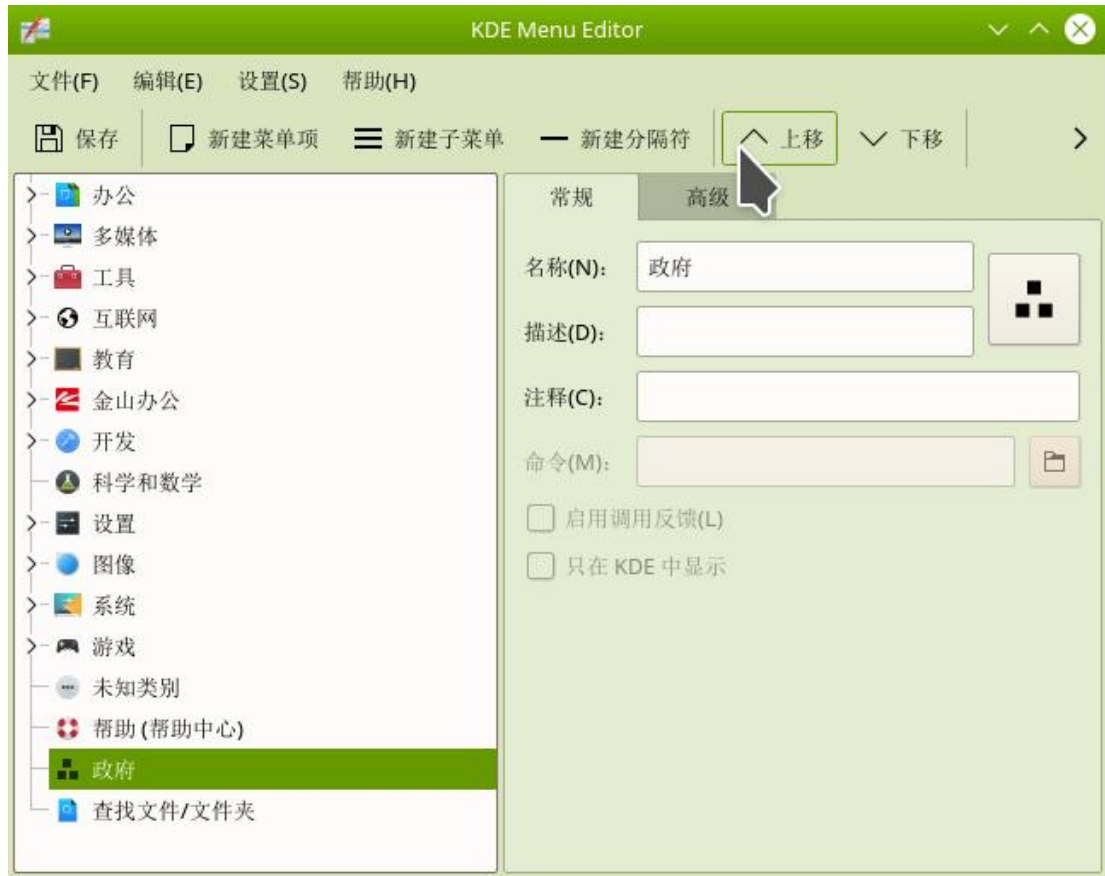 KDE Menu Editor
文件(F) 编辑(E) 设置(S) 帮助(H)
保存 新建菜单项 新建子菜单 新建分隔符 上移 下移
办公
多媒体
工具
互联网
教育
金山办公
开发
科学和数学
设置
图像
系统
游戏
未知类别
帮助 (帮助中心)
政府
查找文件/文件夹
常规 高级
名称(N): 政府
描述(D):
注释(C):
命令(M):
启用调用反馈(L)
只在 KDE 中显示